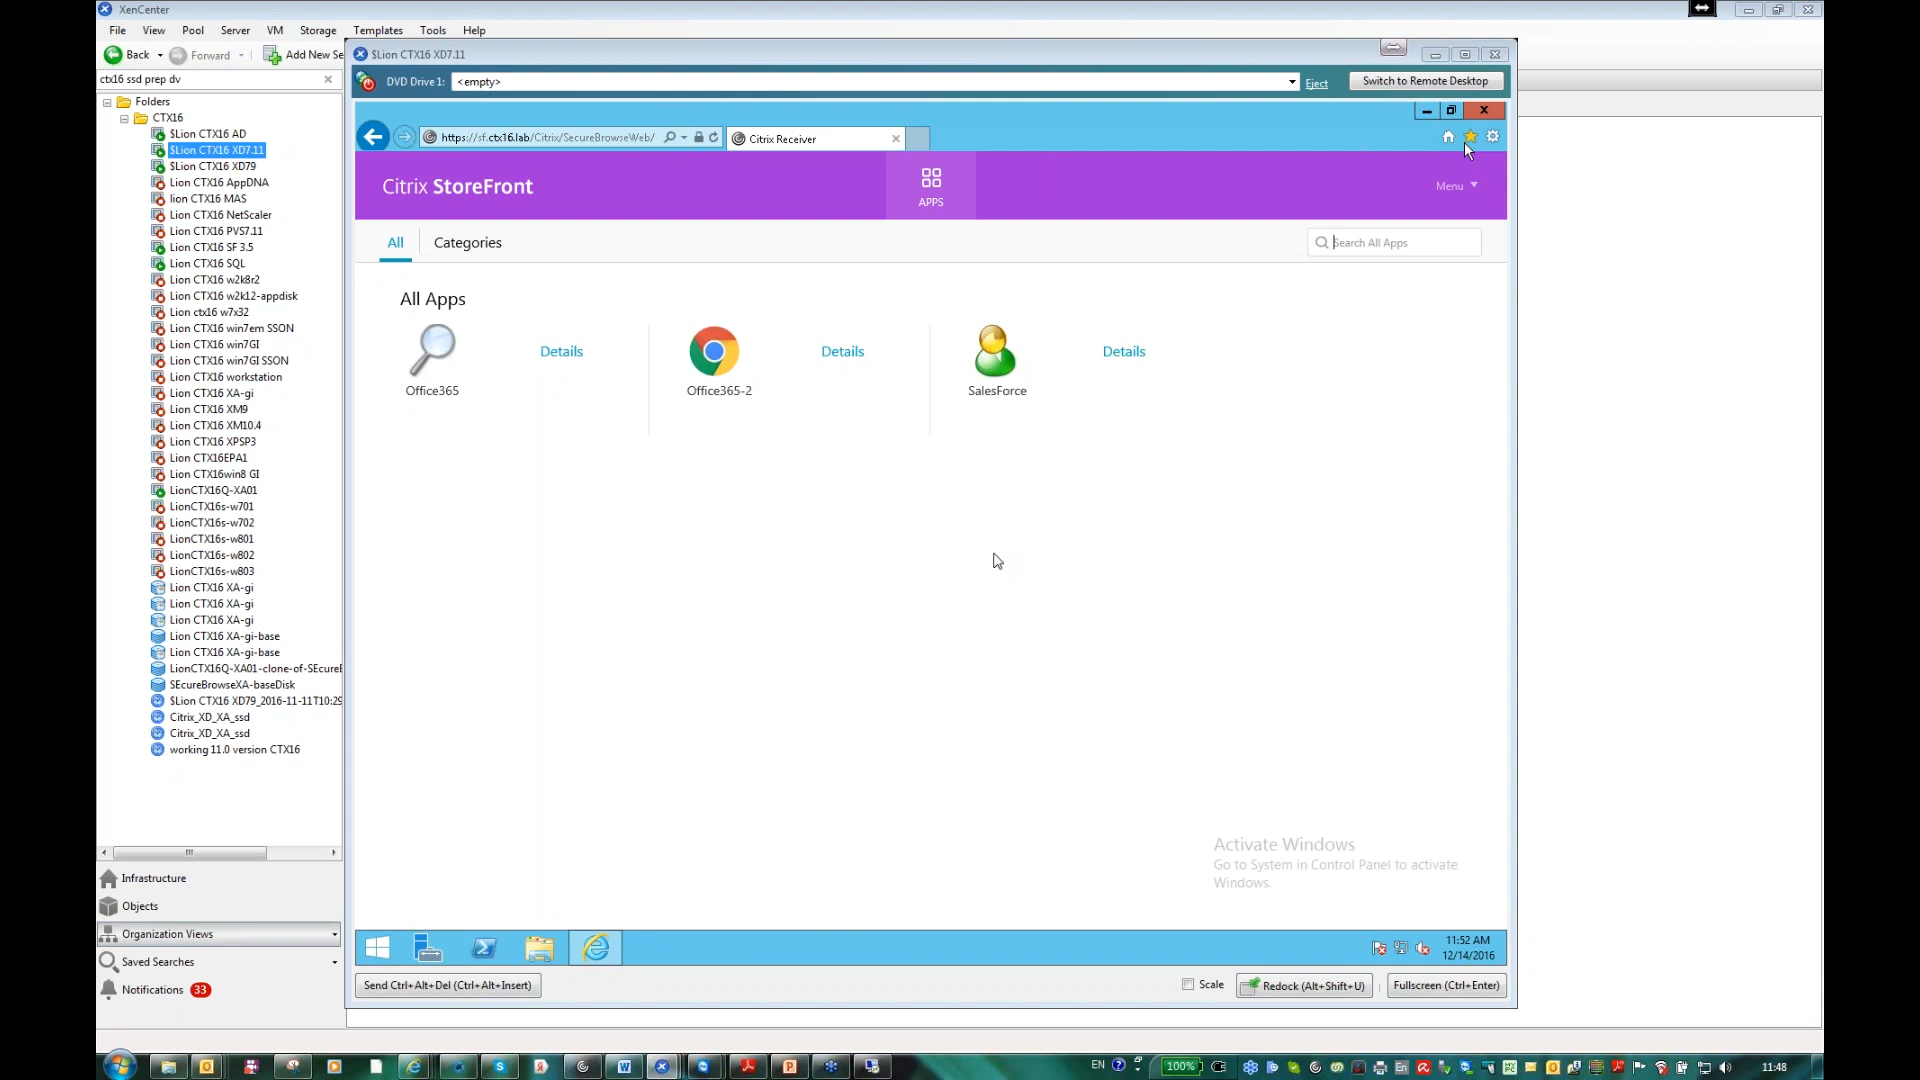 XenCenter
File View Pool Server VM Storage Templates Tools Help
Back Forward Add New Se
ctx16 ssd prep dv
Folders
CTX16
$Lion CTX16 AD
$Lion CTX16 XD7.11
$Lion CTX16 XD79
Lion CTX16 AppDNA
lion CTX16 MAS
Lion CTX16 NetScaler
Lion CTX16 PVS7.11
Lion CTX16 SF 3.5
Lion CTX16 SQL
Lion CTX16 w2k8r2
Lion CTX16 w2k12-appdisk
Lion ctx16 w7x32
Lion CTX16 win7em SSON
Lion CTX16 win7GI
Lion CTX16 win7GI SSON
Lion CTX16 workstation
Lion CTX16 XA-gi
Lion CTX16 XM9
Lion CTX16 XM10.4
Lion CTX16 XPSP3
Lion CTX16EPA1
Lion CTX16win8 GI
LionCTX16Q-XA01
LionCTX16s-w701
LionCTX16s-w702
LionCTX16s-w801
LionCTX16s-w802
LionCTX16s-w803
Lion CTX16 XA-gi
Lion CTX16 XA-gi
Lion CTX16 XA-gi
Lion CTX16 XA-gi-base
Lion CTX16 XA-gi-base
LionCTX16Q-XA01-clone-of-SEcureE
SEcureBrowseXA-baseDisk
$Lion CTX16 XD79_2016-11-11T10:29
Citrix_XD_XA_ssd
Citrix_XD_XA_ssd
working 11.0 version CTX16
Infrastructure
Objects
Organization Views
Saved Searches
Notifications 33
$Lion CTX16 XD7.11
DVD Drive 1: <empty> Eject Switch to Remote Desktop
https://sf.ctx16.lab/Citrix/SecureBrowseWeb/ Citrix Receiver
Citrix StoreFront
APPS
Menu
All Categories
Search All Apps
All Apps
Office365 Details
Office365-2 Details
SalesForce Details
Activate Windows
Go to System in Control Panel to activate
Windows.
11:52 AM
12/14/2016
Send Ctrl+Alt+Del (Ctrl+Alt+Insert) Scale Redock (Alt+Shift+U) Fullscreen (Ctrl+Enter)
EN 100% 11:48